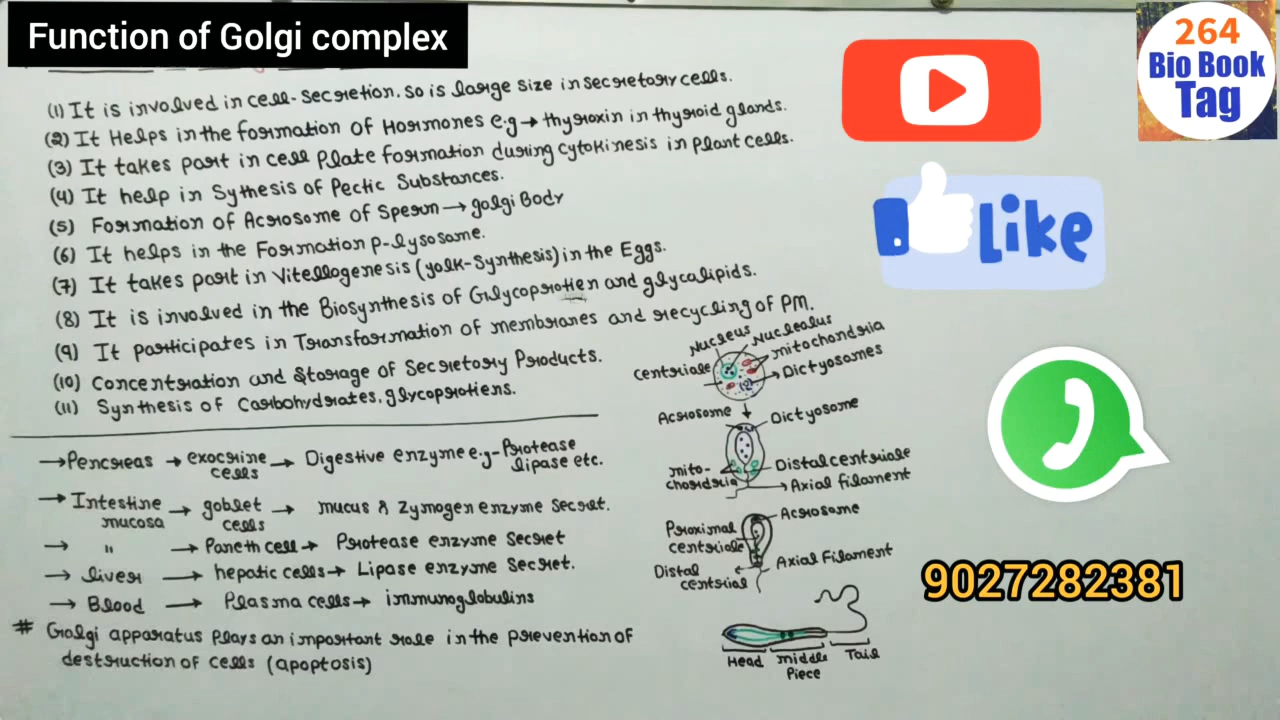 Function of Golgi complex
264
Bio Book
Tag
(1) It is involved in cell-secretion. so is large size in secretory cells.
(2) It Helps in the formation of Hormones e.g → thyroxin in thyroid glands.
(3) It takes part in cell plate formation during cytokinesis in plant cells.
(4) It help in Sythesis of Pectic Substances.
(5) Formation of Acrosome of Sperm → golgi Body
(6) It helps in the Formation P-lysosome.
(7) It takes part in Vitellogenesis (yolk-Synthesis) in the Eggs.
(8) It is involved in the Biosynthesis of Glycoprotien and glycalipids.
(9) It participates in Transformation of membranes and recycling of PM.
(10) Concentration and Storage of Secretory Products.
(11) Synthesis of Carbohydrates, glycoprotiens.
Like
→ Pencreas → exocrine cells → Digestive enzyme e.g- Protease lipase etc.
→ Intestine mucosa → goblet cells → mucus & Zymogen enzyme Secret.
→ " → Paneth cell → Protease enzyme Secret
→ liver → hepatic cells → Lipase enzyme Secret.
→ Blood → Plasma cells → immunoglobulins
# Golgi apparatus Plays an important role in the prevention of
destruction of cells (apoptosis)
Nucleus
Nucleolus
mitochondria
centriole
Dictyosomes
Acrosome
Dictyosome
mito-
chondria
Distal centriole
Axial filament
Acrosome
Proximal
centriole
Distal
centrial
Axial Filament
Head
middle
Piece
Tail
9027282381